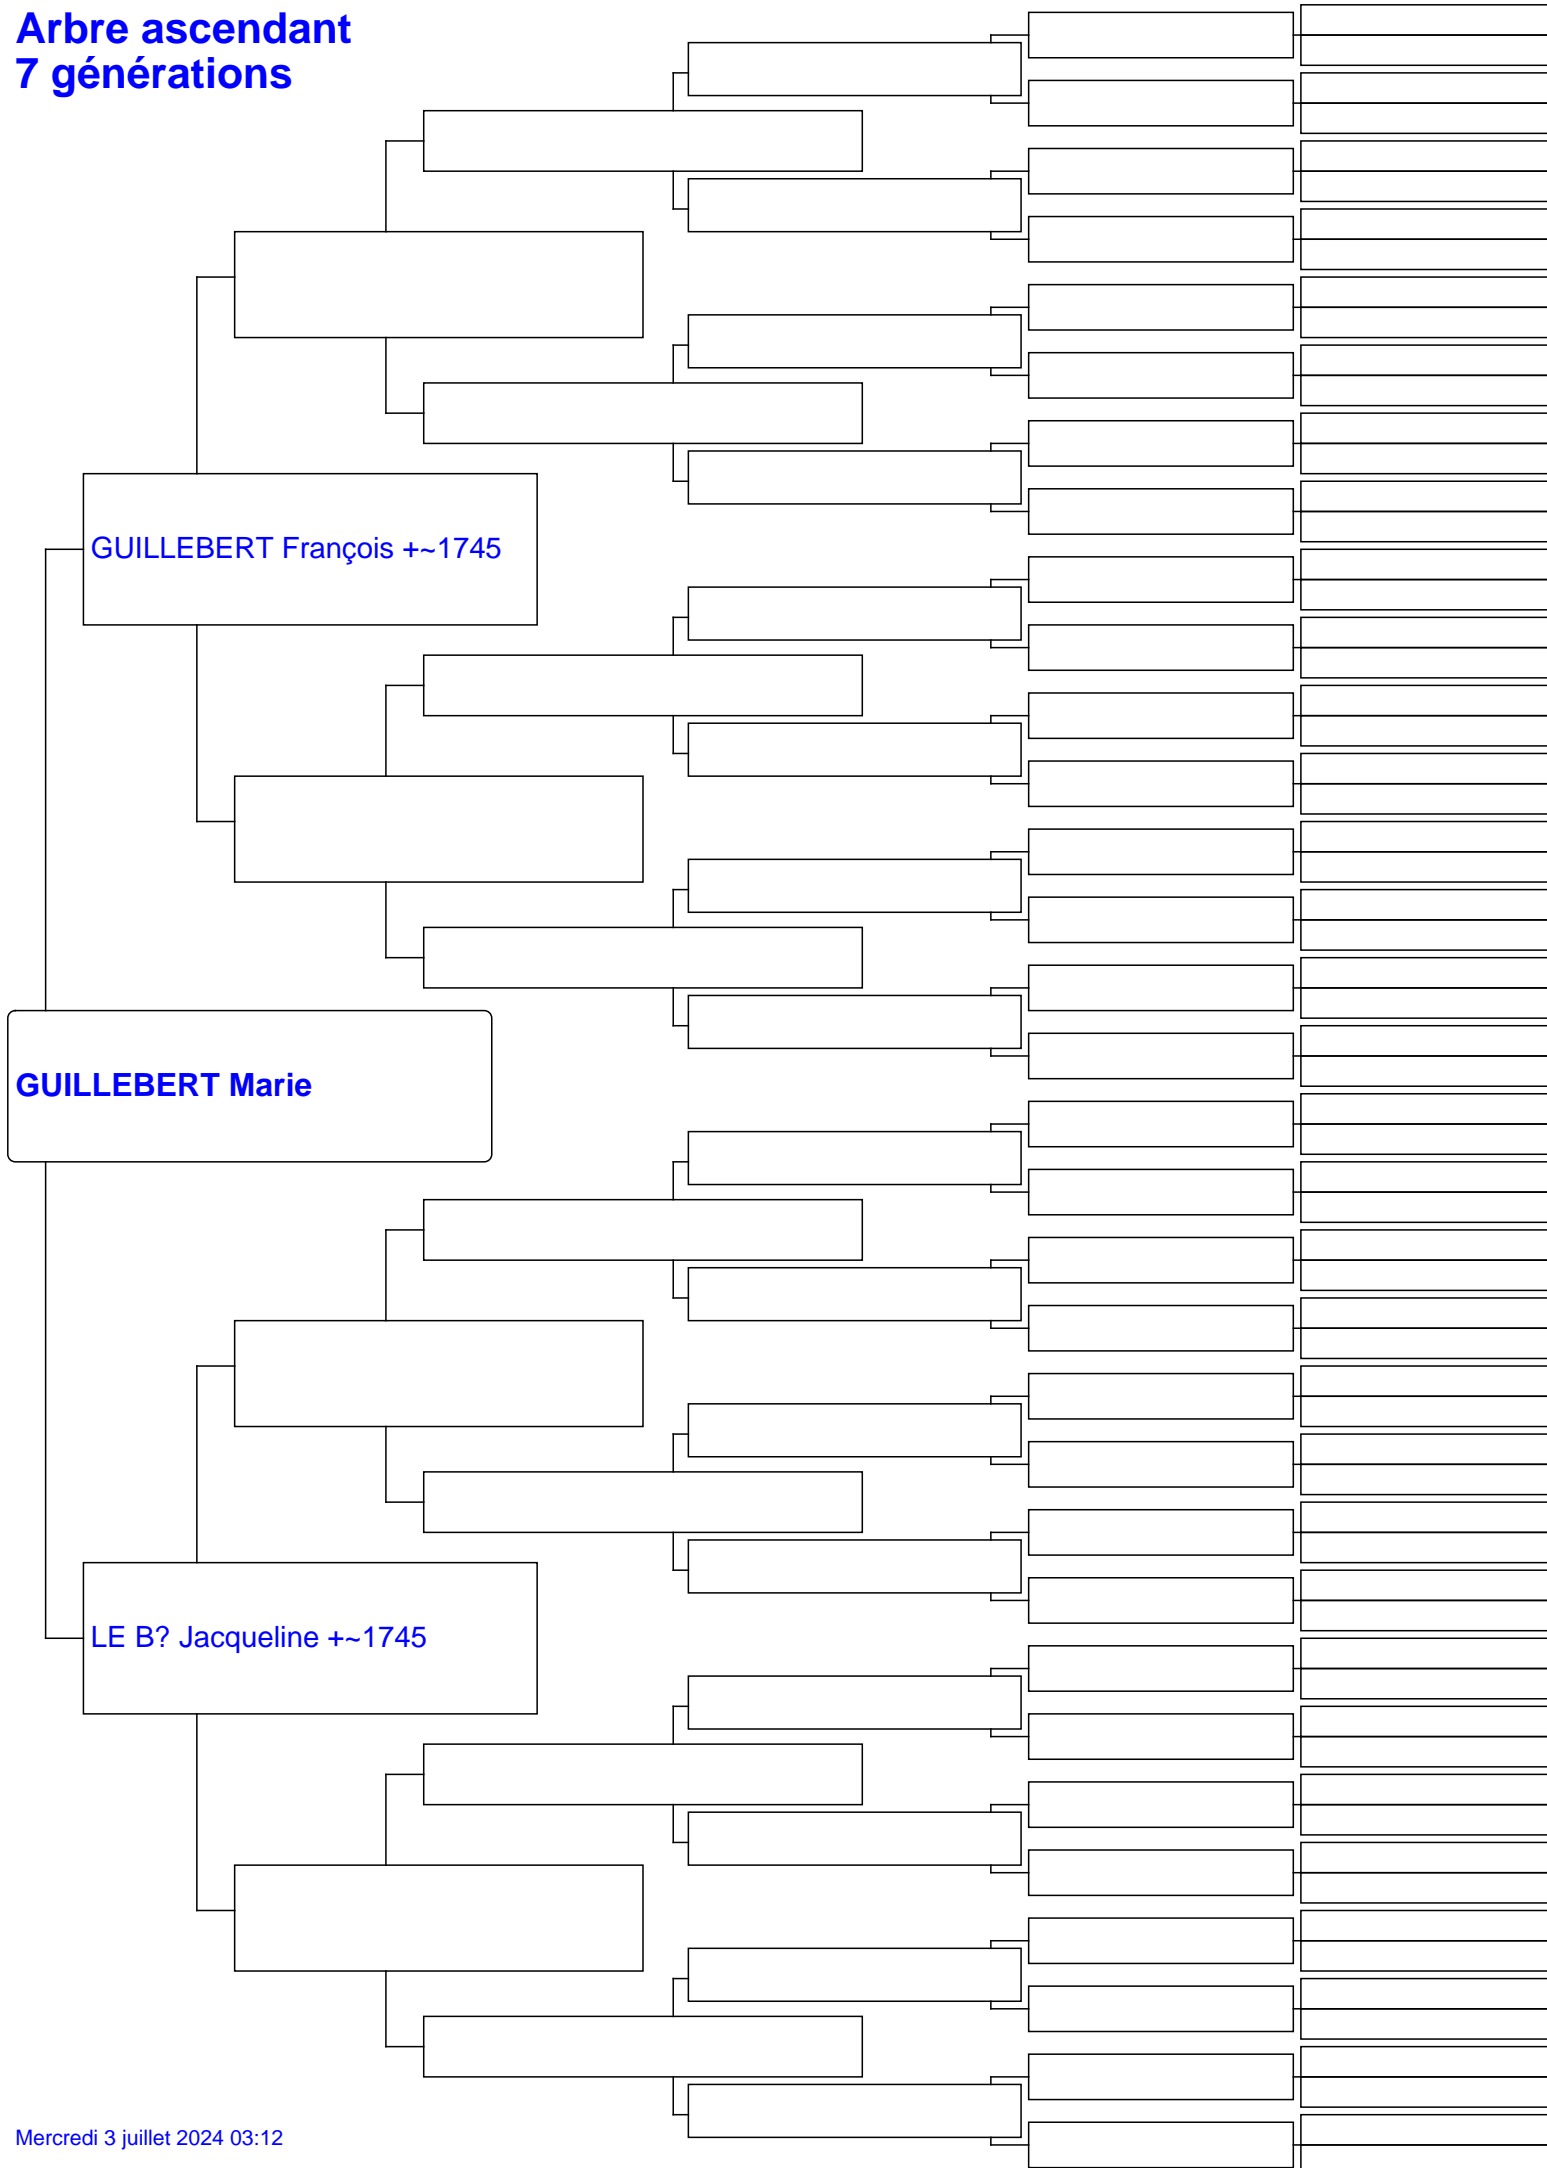 Arbre ascendant
7 générations
GUILLEBERT François +~1745
GUILLEBERT Marie
LE B? Jacqueline +~1745
Mercredi 3 juillet 2024 03:12